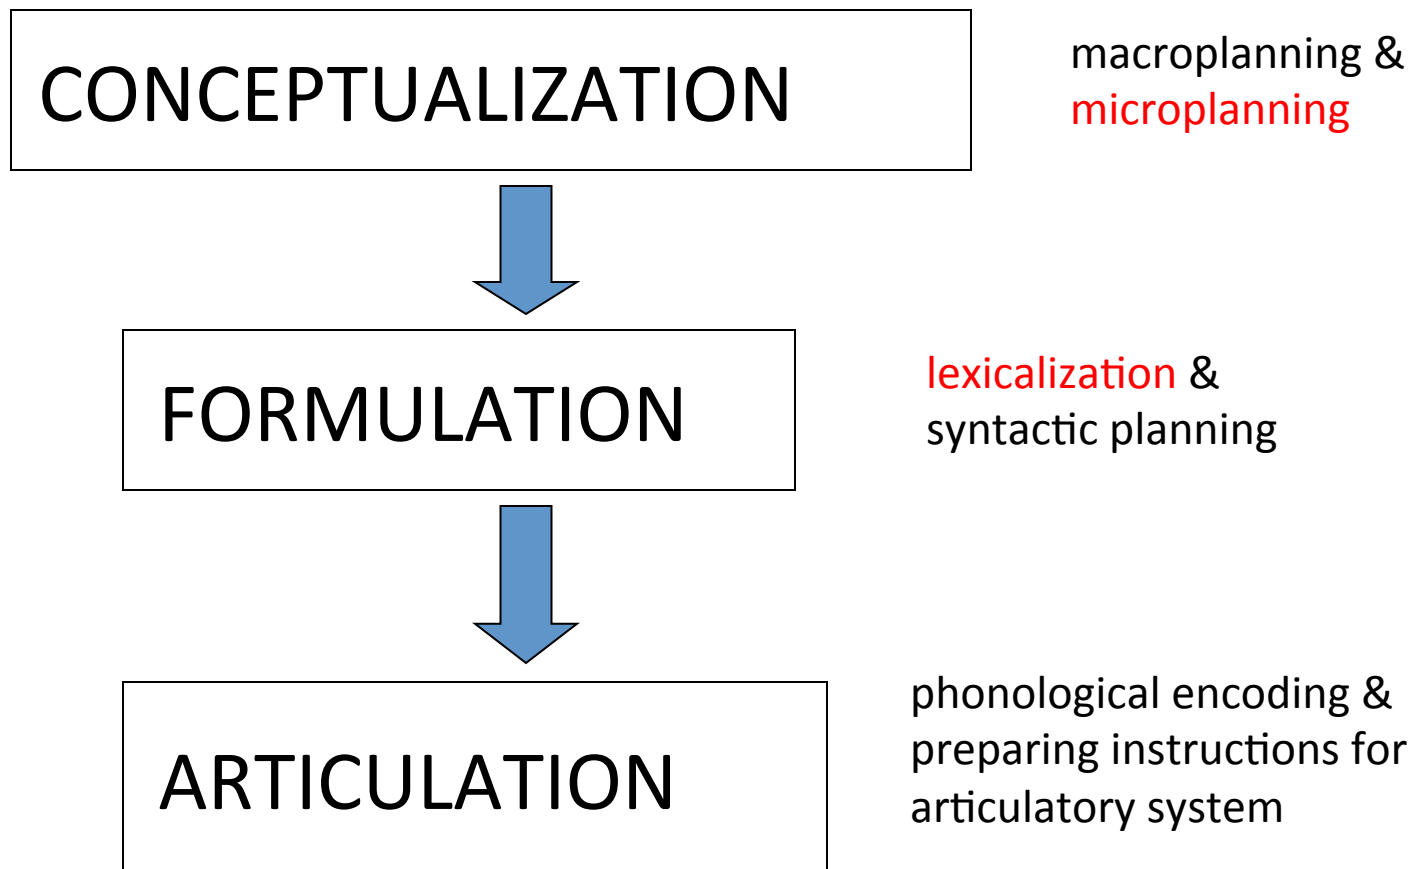 CONCEPTUALIZATION
macroplanning &
microplanning
FORMULATION
lexicalization &
syntactic planning
ARTICULATION
phonological encoding &
preparing instructions for
articulatory system